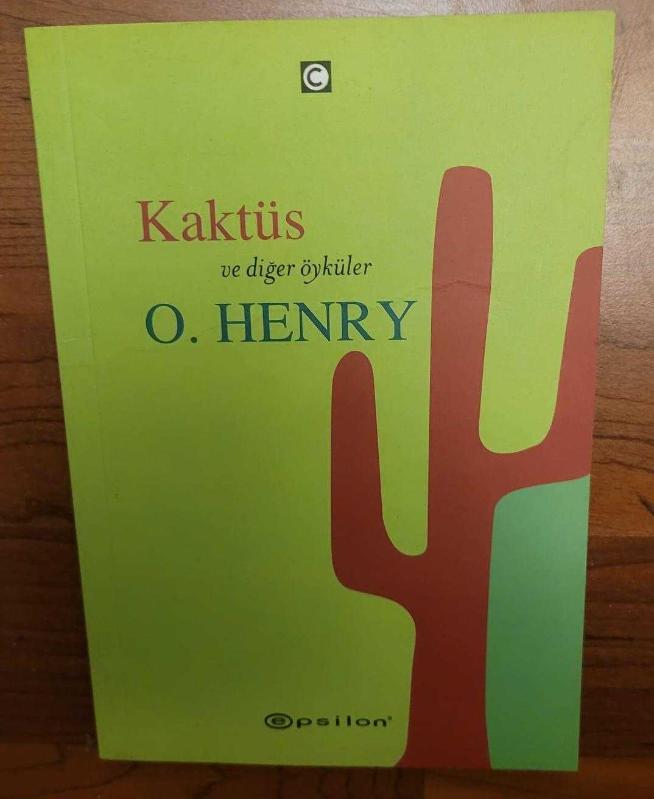 C
Kaktüs
ve diğer öyküler
O. HENRY
epsilon®